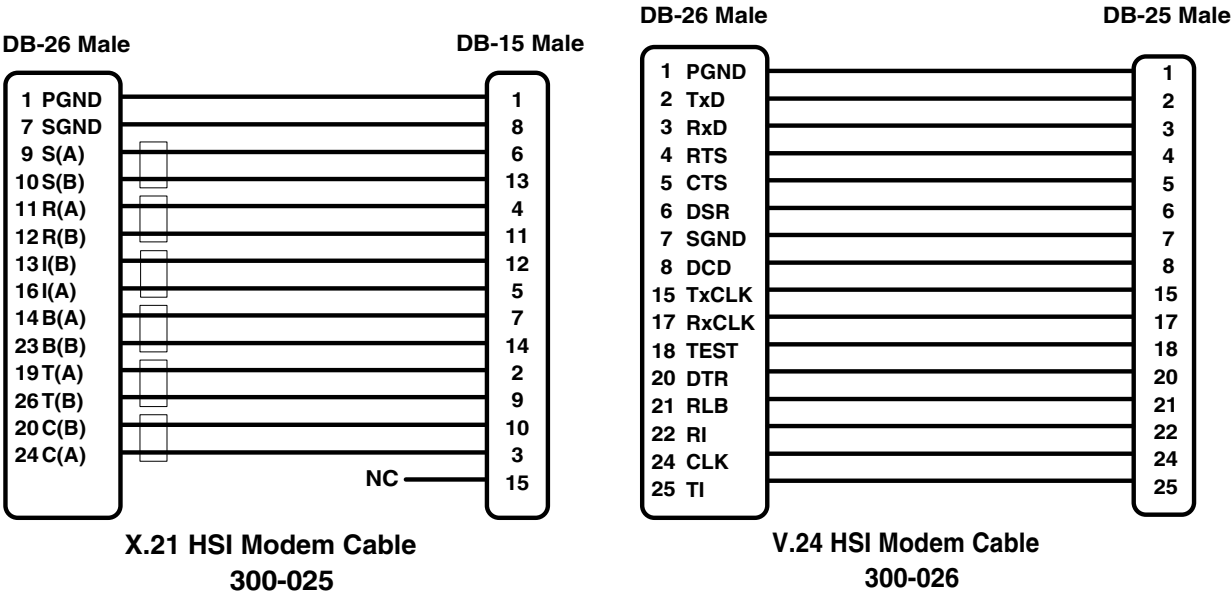 DB-26 Male
DB-15 Male
1 PGND 1
7 SGND 8
9 S(A) 6
10 S(B) 13
11 R(A) 4
12 R(B) 11
13 I(B) 12
16 I(A) 5
14 B(A) 7
23 B(B) 14
19 T(A) 2
26 T(B) 9
20 C(B) 10
24 C(A) 3
NC 15
X.21 HSI Modem Cable
300-025
DB-26 Male
DB-25 Male
1 PGND 1
2 TxD 2
3 RxD 3
4 RTS 4
5 CTS 5
6 DSR 6
7 SGND 7
8 DCD 8
15 TxCLK 15
17 RxCLK 17
18 TEST 18
20 DTR 20
21 RLB 21
22 RI 22
24 CLK 24
25 TI 25
V.24 HSI Modem Cable
300-026